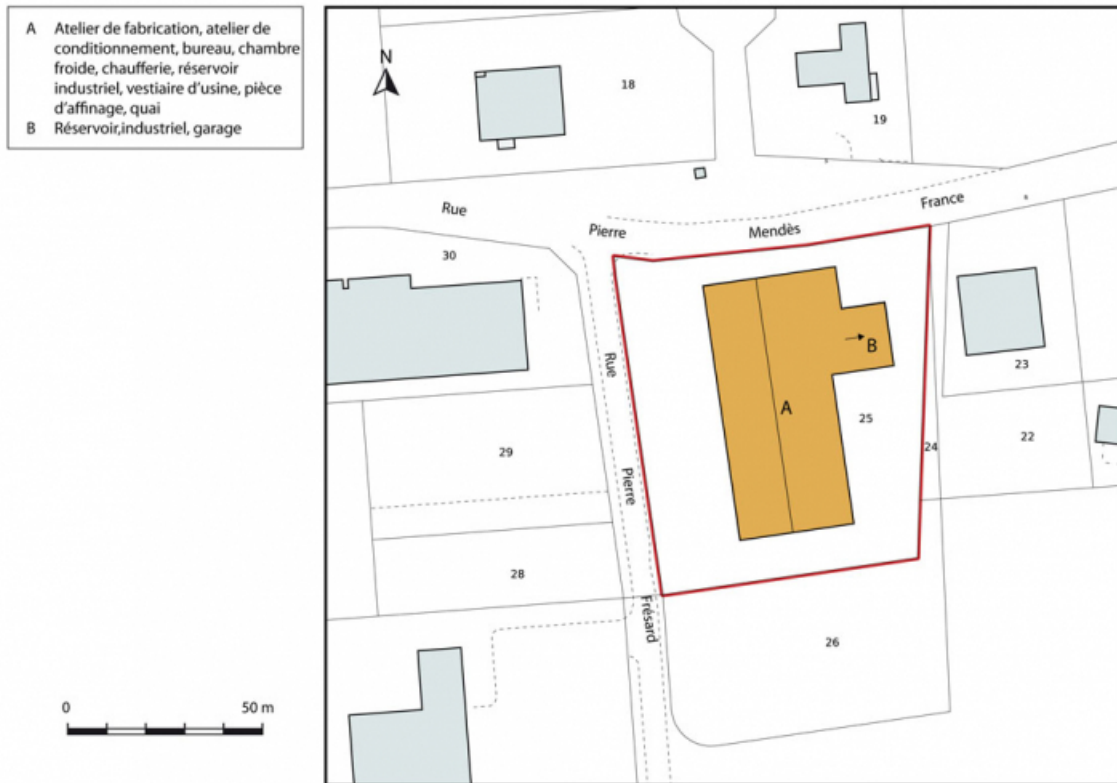 A Atelier de fabrication, atelier de
conditionnement, bureau, chambre
froide, chaufferie, réservoir
industriel, vestiaire d'usine, pièce
d'affinage, quai
B Réservoir,industriel, garage
N
18
19
Rue
Pierre
Mendès
France
30
23
B
Rue
A
25
29
24
22
Pierre
28
Frésard
26
0
50 m